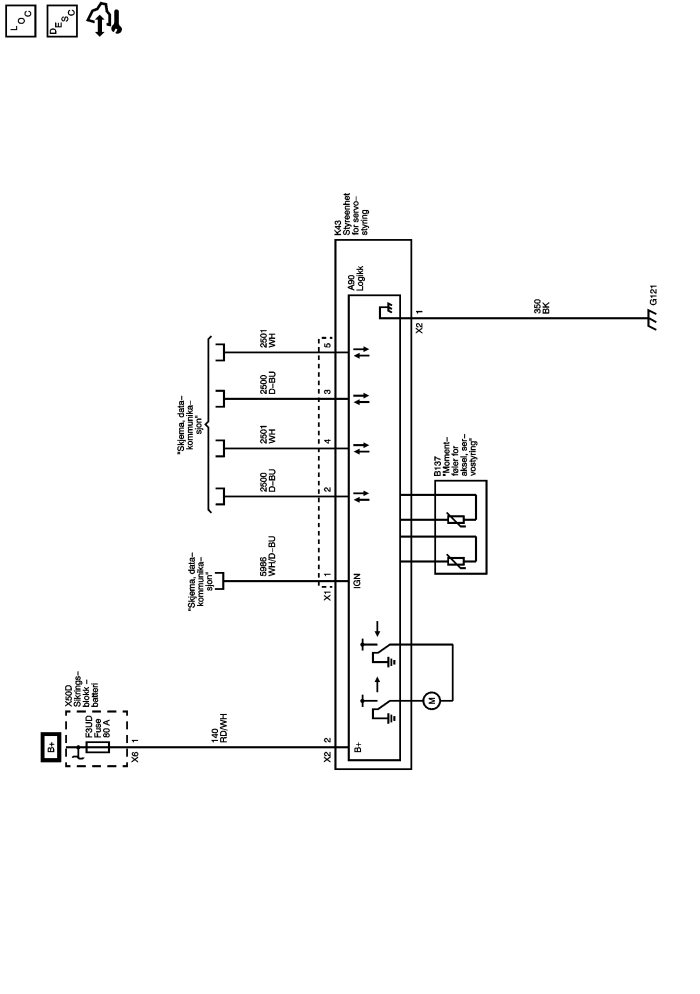 LOC
DESC
B+
X50D
Sikrings–
blokk –
batteri
F3UD
Fuse
80 A
1
X6
140
RD/WH
2
X2
B+
"Skjema, data–
kommunika–
sjon"
5986
WH/D–BU
1
X1
IGN
"Skjema, data–
kommunika–
sjon"
2500
D–BU
2
2501
WH
4
2500
D–BU
3
2501
WH
5
K43
Styreenhet
for servo–
styring
A90
Logikk
M
B137
"Moment–
føler for
aksel, ser–
vostyring"
1
X2
350
BK
G121